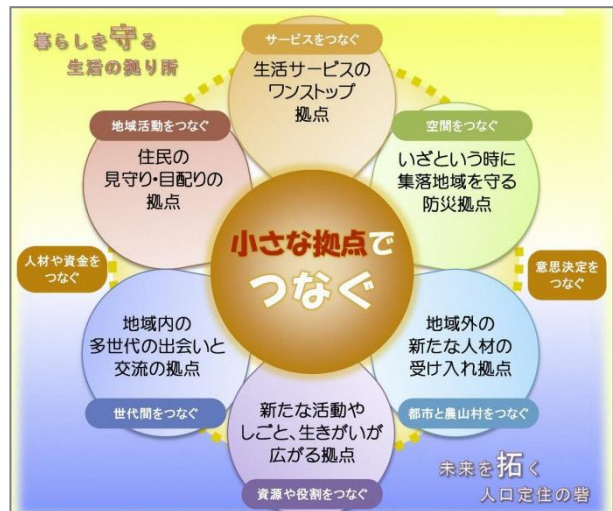 暮らしを守る
生活の拠り所
サービスをつなぐ
生活サービスの
ワンストップ
拠点
地域活動をつなぐ
住民の
見守り・目配りの
拠点
空間をつなぐ
いざという時に
集落地域を守る
防災拠点
小さな拠点で
つなぐ
人材や資金を
つなぐ
意思決定を
つなぐ
地域内の
多世代の出会いと
交流の拠点
世代間をつなぐ
地域外の
新たな人材の
受け入れ拠点
都市と農山村をつなぐ
新たな活動や
しごと、生きがいが
広がる拠点
資源や役割をつなぐ
未来を拓く
人口定住の砦